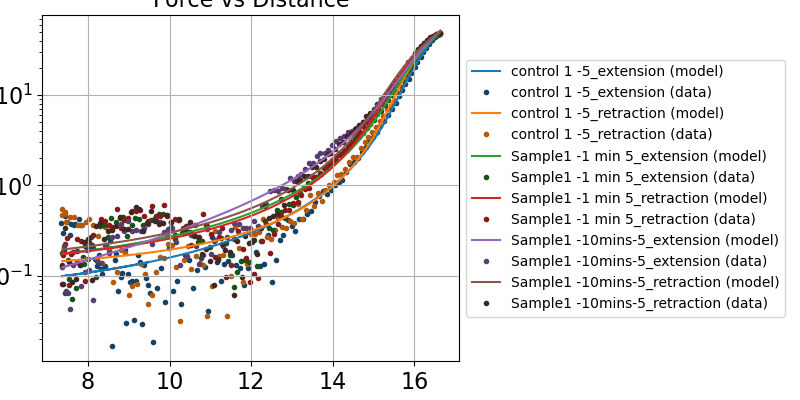 Force vs Distance
10¹
10⁰
10⁻¹
8 10 12 14 16
control 1 -5_extension (model)
control 1 -5_extension (data)
control 1 -5_retraction (model)
control 1 -5_retraction (data)
Sample1 -1 min 5_extension (model)
Sample1 -1 min 5_extension (data)
Sample1 -1 min 5_retraction (model)
Sample1 -1 min 5_retraction (data)
Sample1 -10mins-5_extension (model)
Sample1 -10mins-5_extension (data)
Sample1 -10mins-5_retraction (model)
Sample1 -10mins-5_retraction (data)